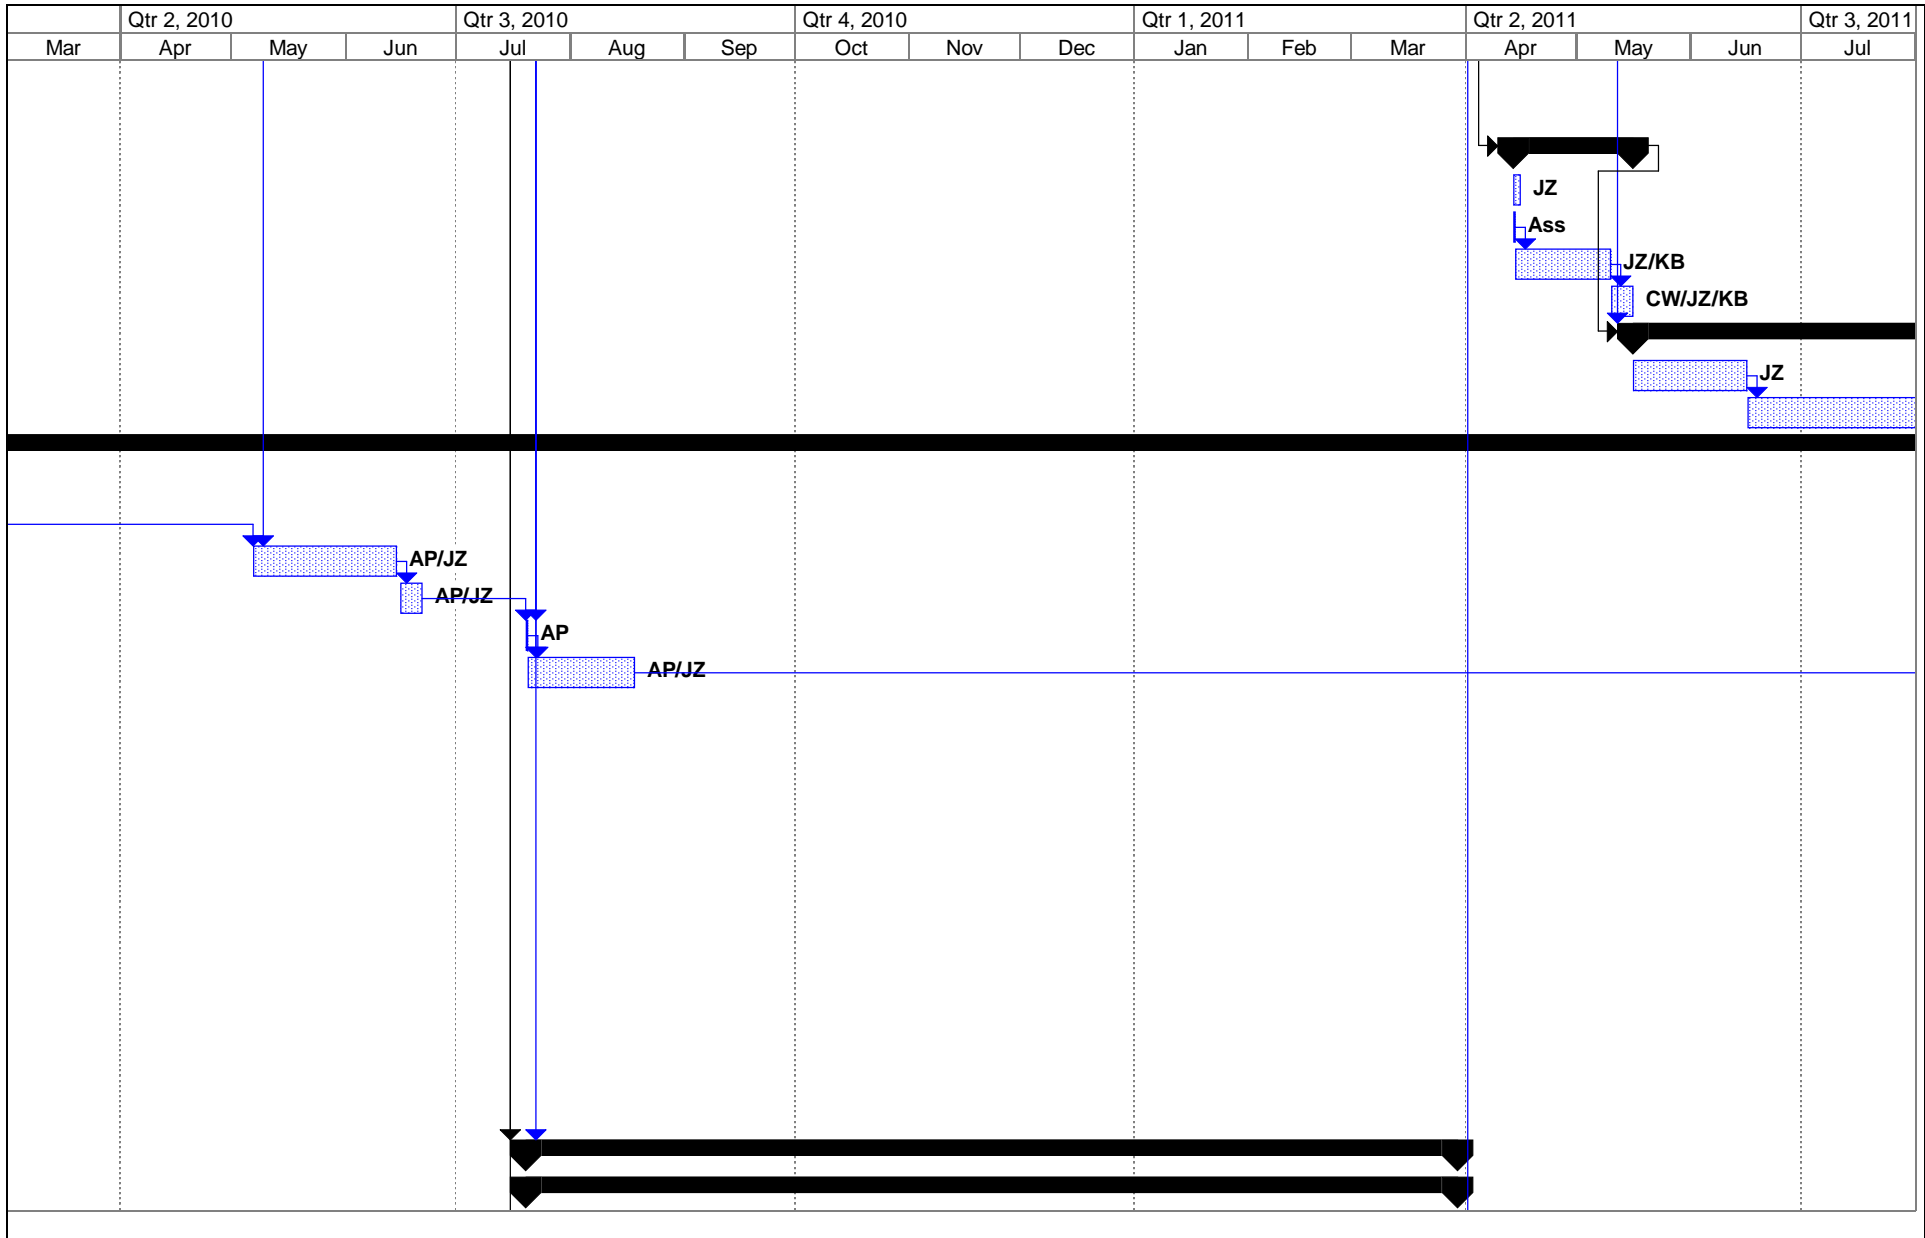 Qtr 2, 2010 Qtr 3, 2010 Qtr 4, 2010 Qtr 1, 2011 Qtr 2, 2011 Qtr 3, 2011
Mar Apr May Jun Jul Aug Sep Oct Nov Dec Jan Feb Mar Apr May Jun Jul
JZ
Ass
JZ/KB
CW/JZ/KB
JZ
AP/JZ
AP/JZ
AP
AP/JZ